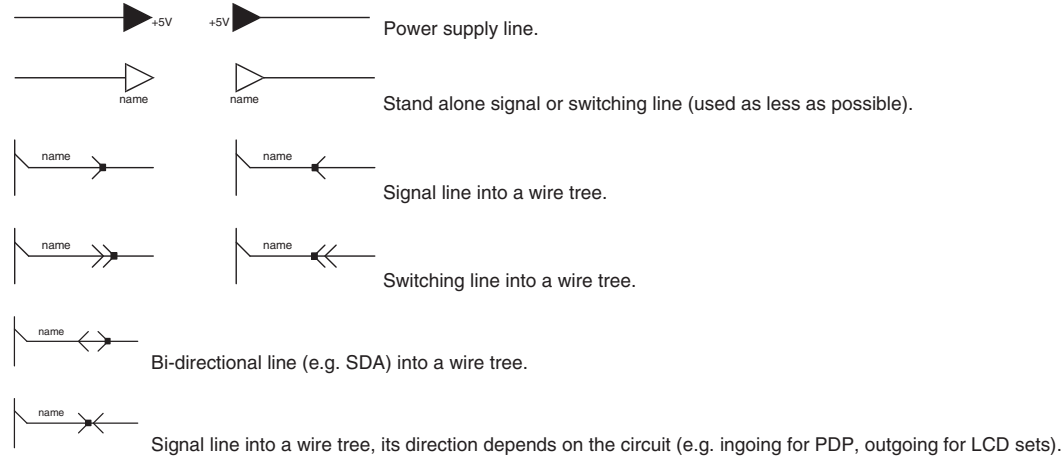 +5V +5V Power supply line.
name name Stand alone signal or switching line (used as less as possible).
name name Signal line into a wire tree.
name name Switching line into a wire tree.
name Bi-directional line (e.g. SDA) into a wire tree.
name Signal line into a wire tree, its direction depends on the circuit (e.g. ingoing for PDP, outgoing for LCD sets).